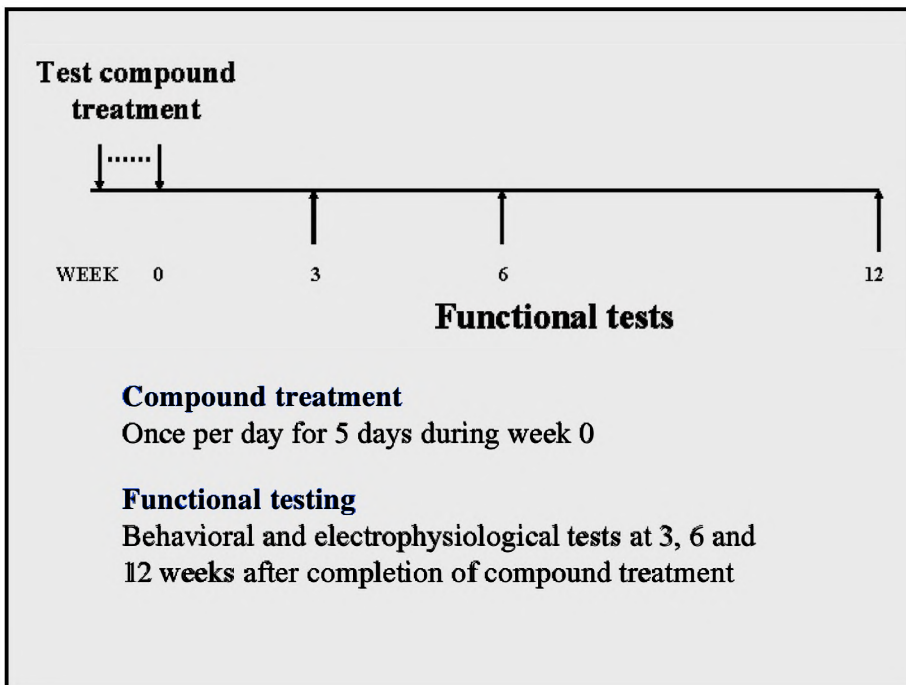 Test compound
treatment
WEEK 0 3 6 12
Functional tests
Compound treatment
Once per day for 5 days during week 0
Functional testing
Behavioral and electrophysiological tests at 3, 6 and
12 weeks after completion of compound treatment